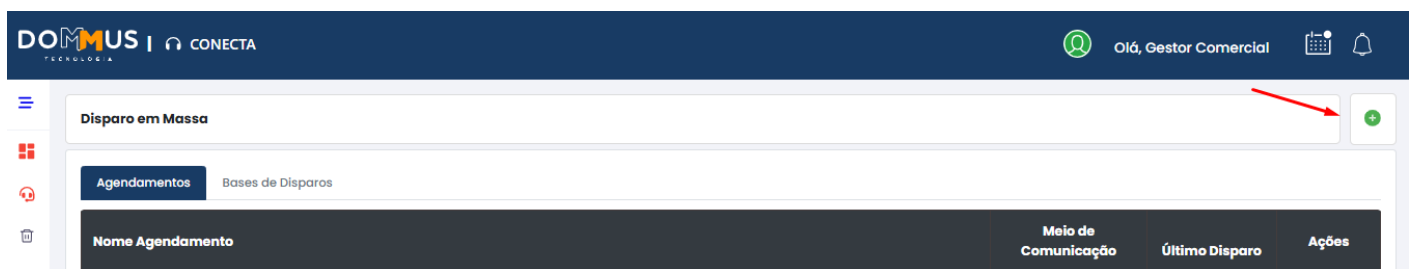 DOMMUS | CONECTA
TECNOLOGIA
Olá, Gestor Comercial
Disparo em Massa
Agendamentos Bases de Disparos
Nome Agendamento
Meio de
Comunicação
Último Disparo
Ações